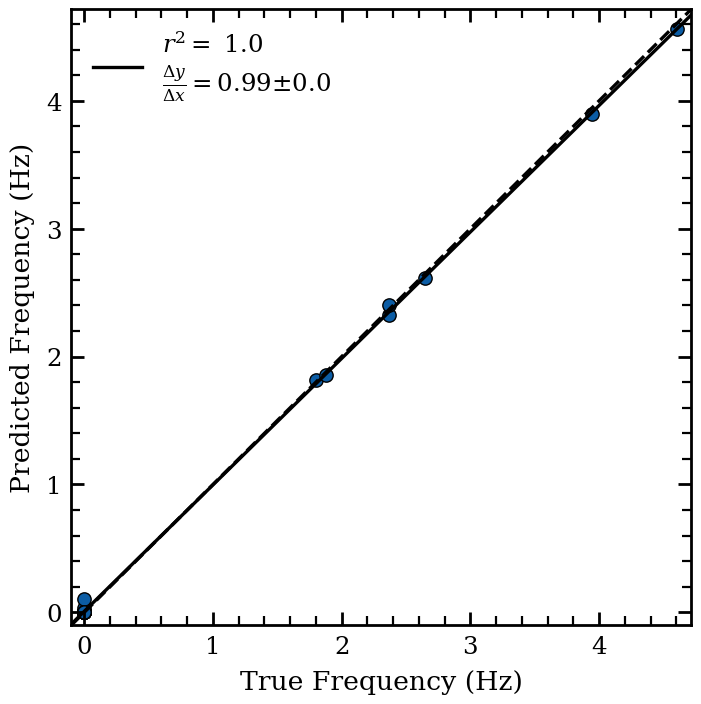 r² = 1.0
Δy/Δx = 0.99±0.0
4
3
2
1
0
0 1 2 3 4
Predicted Frequency (Hz)
True Frequency (Hz)